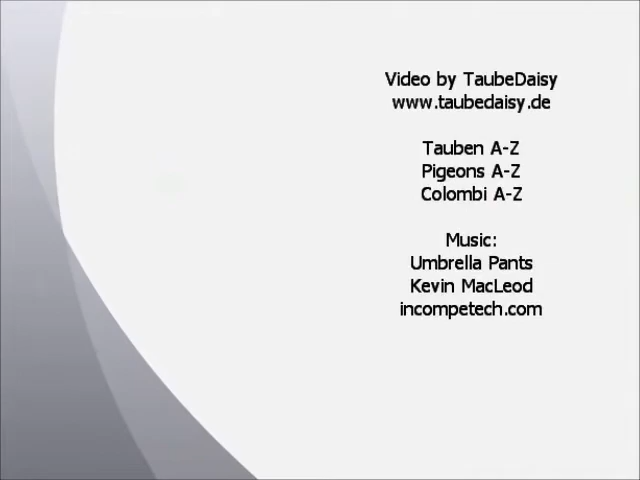 Video by TaubeDaisy
www.taubedaisy.de
Tauben A-Z
Pigeons A-Z
Colombi A-Z
Music:
Umbrella Pants
Kevin MacLeod
incompetech.com